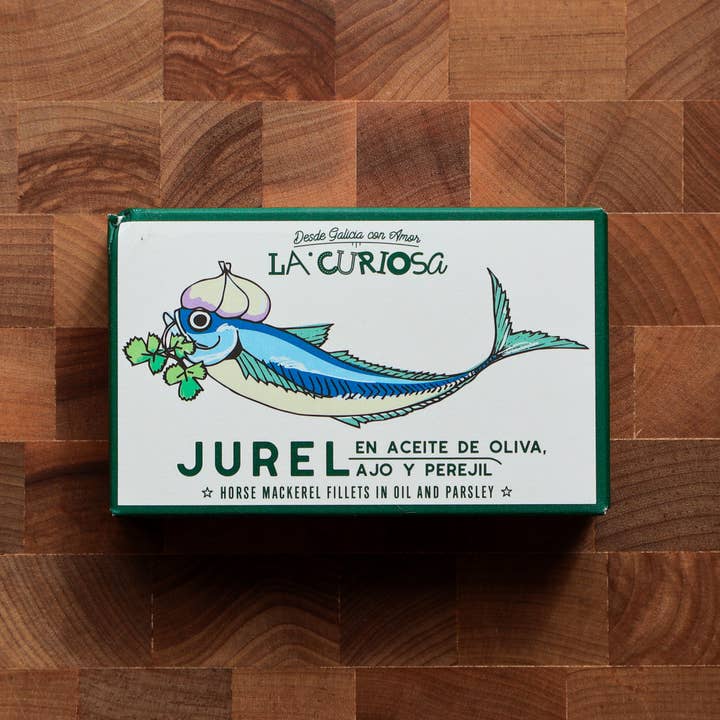 Desde Galicia con Amor
LA CURIOSA
JUREL EN ACEITE DE OLIVA,
AJO Y PEREJIL
☆ HORSE MACKEREL FILLETS IN OIL AND PARSLEY ☆